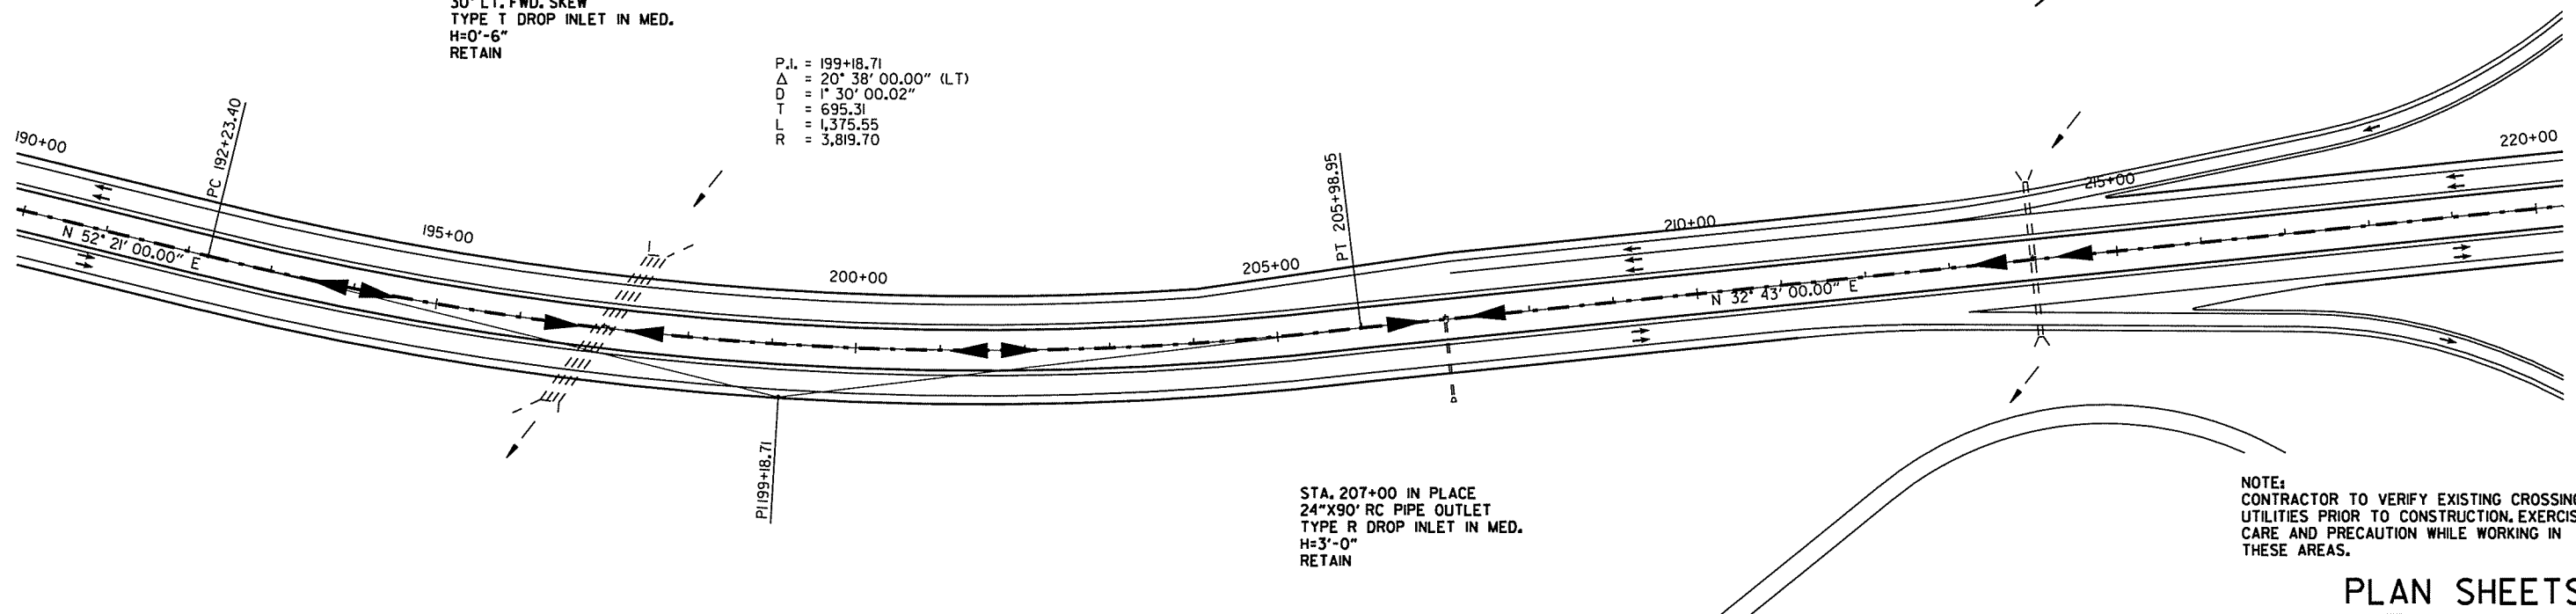 30' LT. FWD. SKEW
TYPE T DROP INLET IN MED.
H=0'-6"
RETAIN
P.I. = 199+18.71
Δ = 20° 38' 00.00" (LT)
D = 1° 30' 00.02"
T = 695.31
L = 1,375.55
R = 3,819.70
190+00
PC 192+23.40
N 52° 21' 00.00" E
195+00
200+00
205+00
PT 205+98.95
210+00
215+00
220+00
N 32° 43' 00.00" E
PI 199+18.71
STA. 207+00 IN PLACE
24"X90' RC PIPE OUTLET
TYPE R DROP INLET IN MED.
H=3'-0"
RETAIN
NOTE:
CONTRACTOR TO VERIFY EXISTING CROSSING
UTILITIES PRIOR TO CONSTRUCTION. EXERCIS
CARE AND PRECAUTION WHILE WORKING IN
THESE AREAS.
PLAN SHEETS